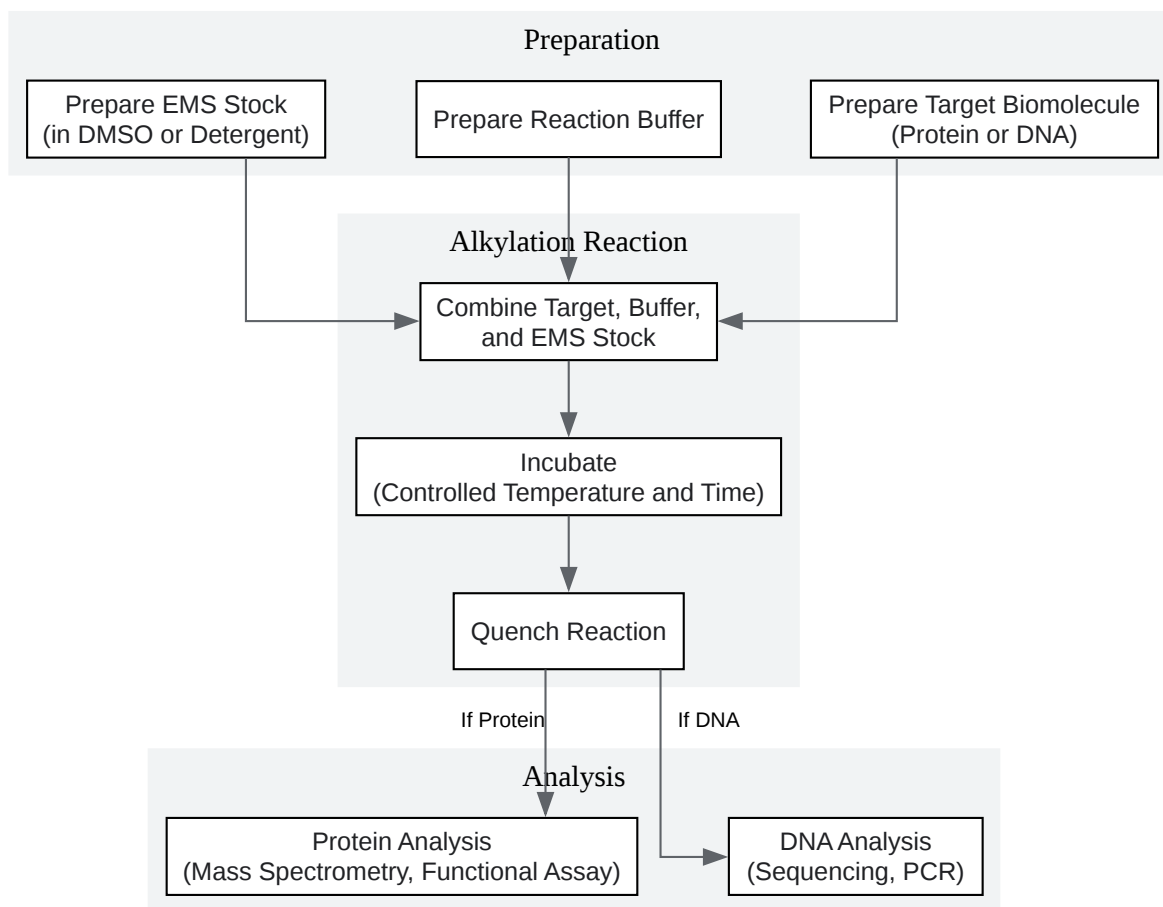 Preparation
Prepare EMS Stock
(in DMSO or Detergent)
Prepare Reaction Buffer
Prepare Target Biomolecule
(Protein or DNA)
Alkylation Reaction
Combine Target, Buffer,
and EMS Stock
Incubate
(Controlled Temperature and Time)
Quench Reaction
If Protein
If DNA
Analysis
Protein Analysis
(Mass Spectrometry, Functional Assay)
DNA Analysis
(Sequencing, PCR)